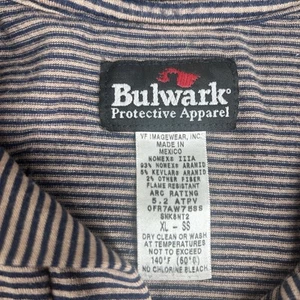 Bulwark®
Protective Apparel
VF IMAGEWEAR, INC.
MADE IN
MEXICO
NOMEX® IIIA
93% NOMEX® ARAMID
5% KEVLAR® ARAMID
2% OTHER FIBER
FLAME RESISTANT
ARC RATING
5.2 ATPV
XL - SS
DRY CLEAN OR WASH
AT TEMPERATURES
NOT TO EXCEED
140°F (60°C)
NO CHLORINE BLEACH